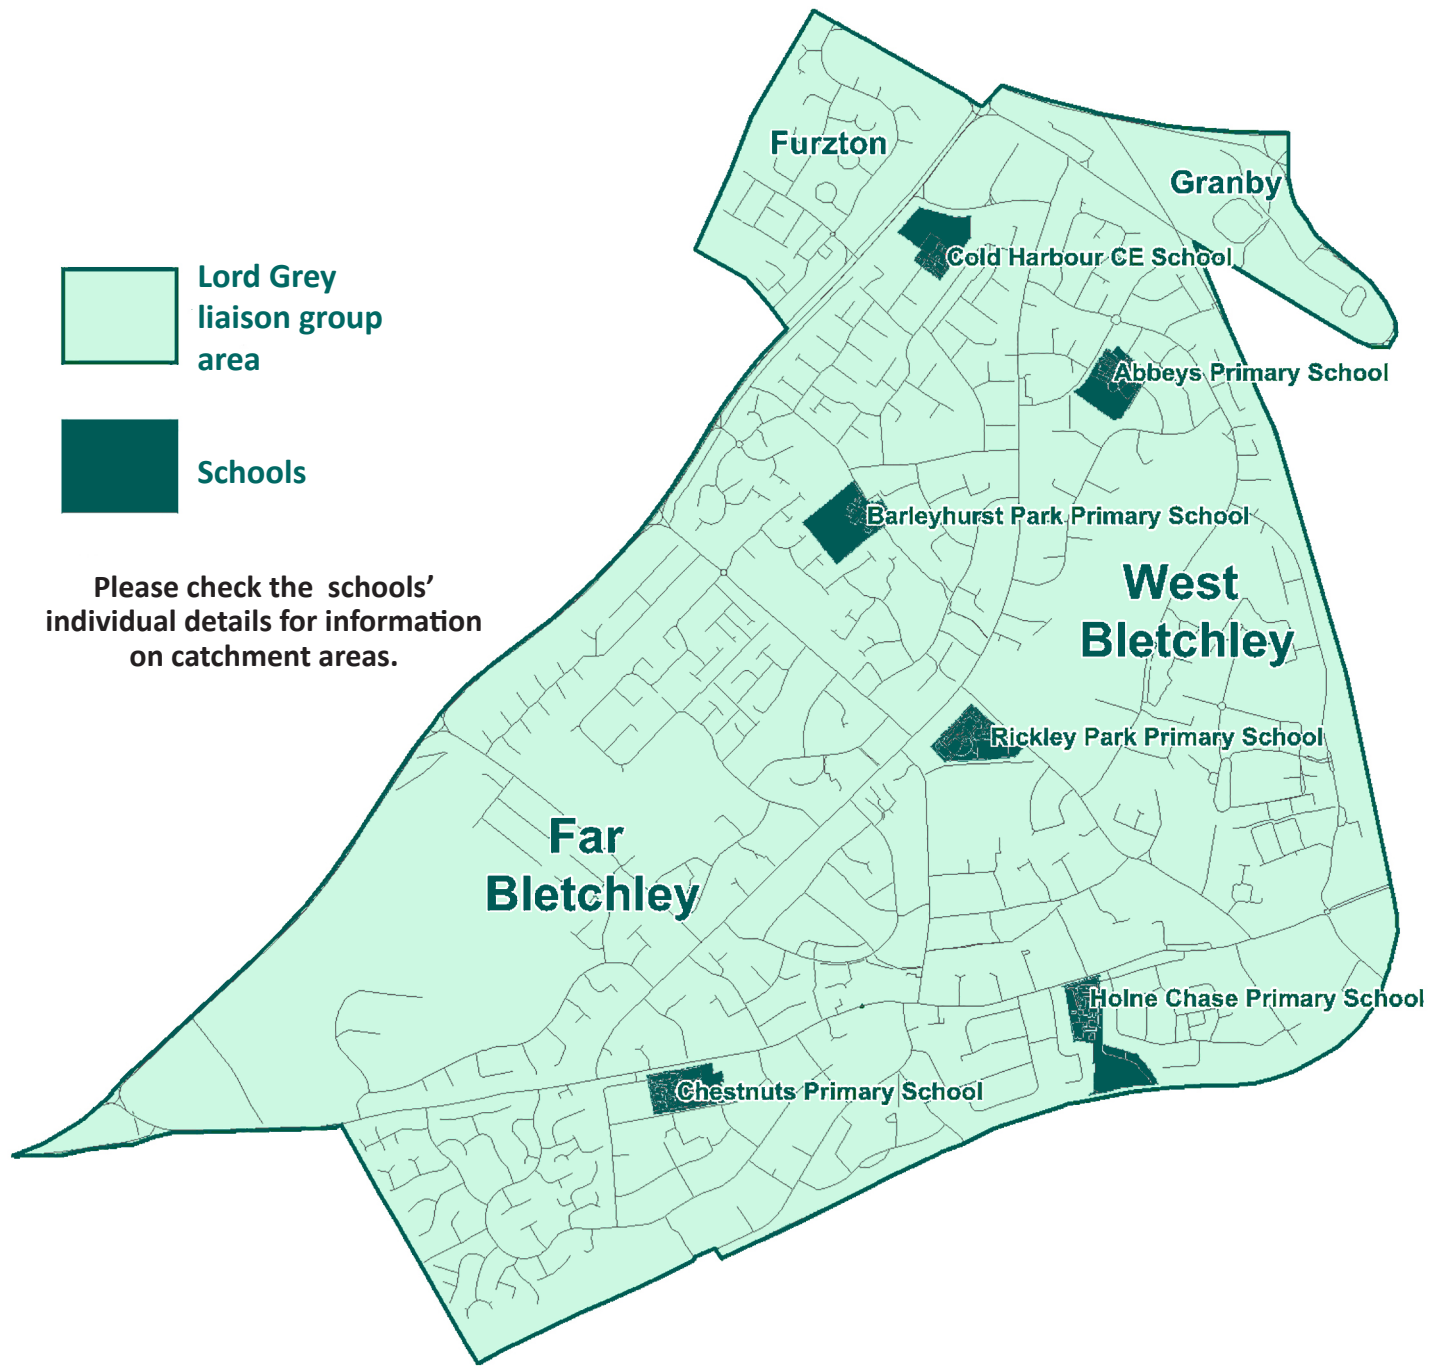 Furzton
Granby
Cold Harbour CE School
Lord Grey
liaison group
area
Abbeys Primary School
Schools
Barleyhurst Park Primary School
Please check the  schools’
individual details for information
on catchment areas.
West
Bletchley
Rickley Park Primary School
Far
Bletchley
Holne Chase Primary School
Chestnuts Primary School